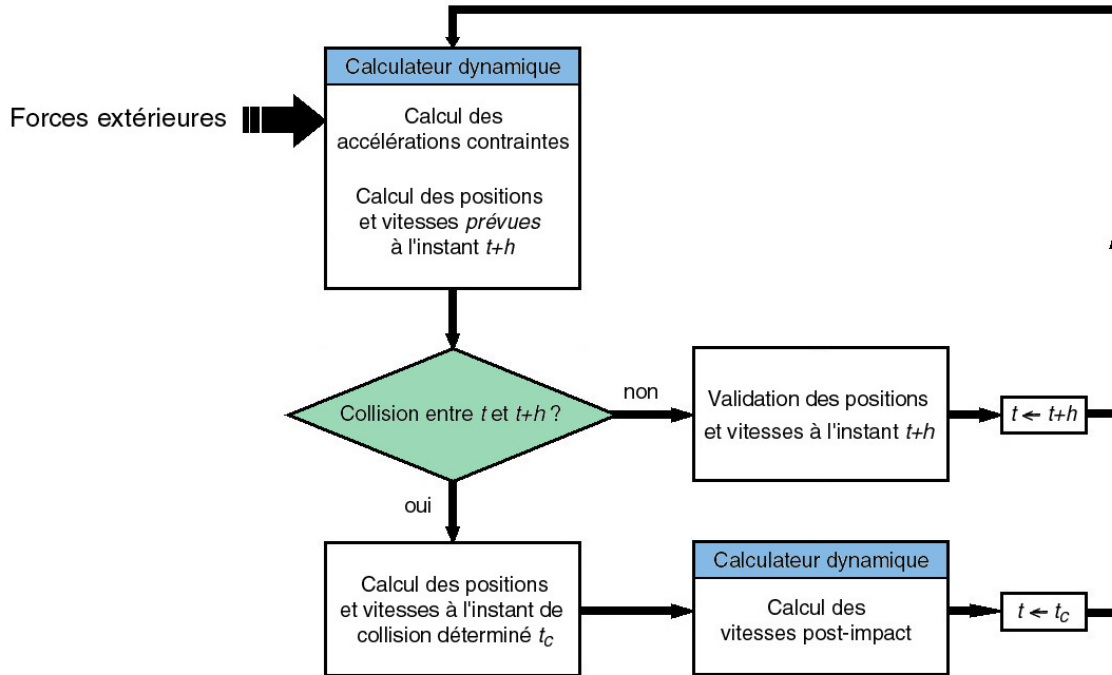 Calculateur dynamique
Forces extérieures
Calcul des
accélérations contraintes
Calcul des positions
et vitesses prévues
à l'instant t+h
Collision entre t et t+h ?
non
Validation des positions
et vitesses à l'instant t+h
t ← t+h
oui
Calcul des positions
et vitesses à l'instant de
collision déterminé tc
Calculateur dynamique
Calcul des
vitesses post-impact
t ← tc